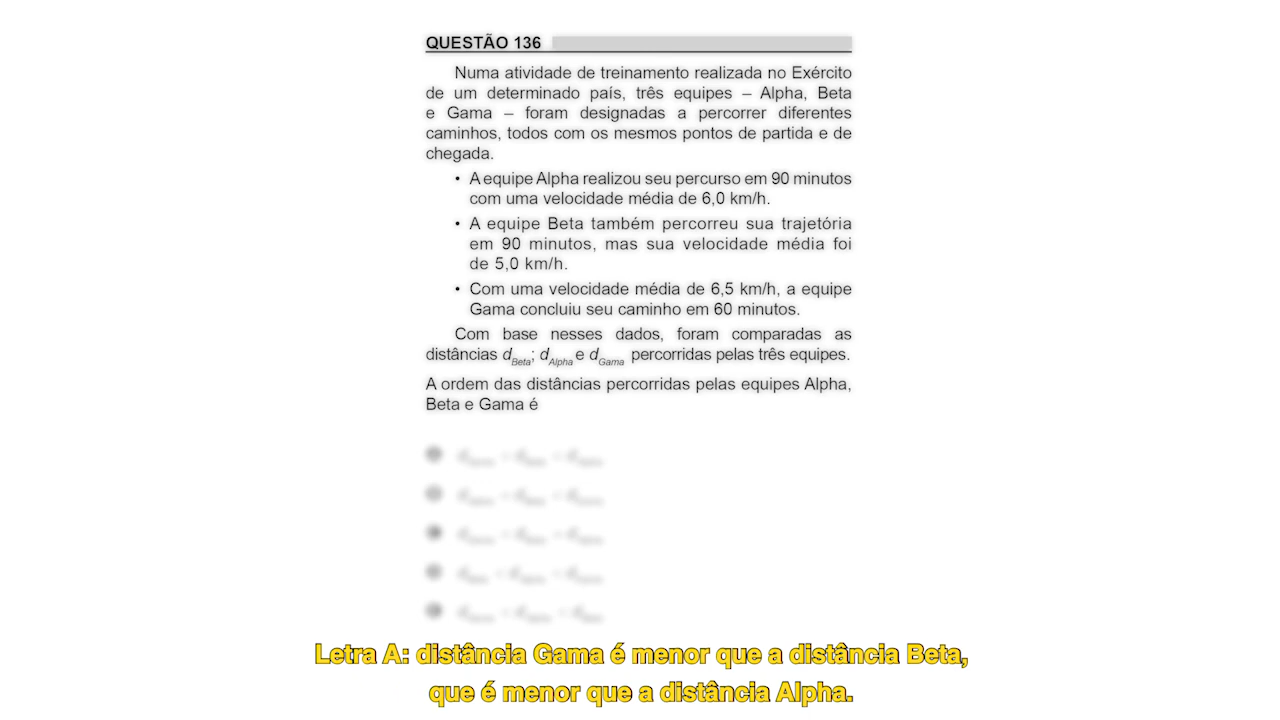 QUESTÃO 136
Numa atividade de treinamento realizada no Exército
de um determinado país, três equipes – Alpha, Beta
e Gama – foram designadas a percorrer diferentes
caminhos, todos com os mesmos pontos de partida e de
chegada.
• A equipe Alpha realizou seu percurso em 90 minutos
com uma velocidade média de 6,0 km/h.
• A equipe Beta também percorreu sua trajetória
em 90 minutos, mas sua velocidade média foi
de 5,0 km/h.
• Com uma velocidade média de 6,5 km/h, a equipe
Gama concluiu seu caminho em 60 minutos.
Com base nesses dados, foram comparadas as
distâncias d_Beta; d_Alpha e d_Gama percorridas pelas três equipes.
A ordem das distâncias percorridas pelas equipes Alpha,
Beta e Gama é
Letra A: distância Gama é menor que a distância Beta,
que é menor que a distância Alpha.